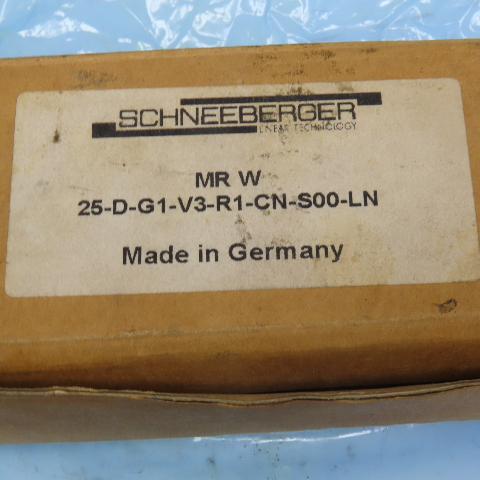 SCHNEEBERGER
LINEAR TECHNOLOGY
MR W
25-D-G1-V3-R1-CN-S00-LN
Made in Germany